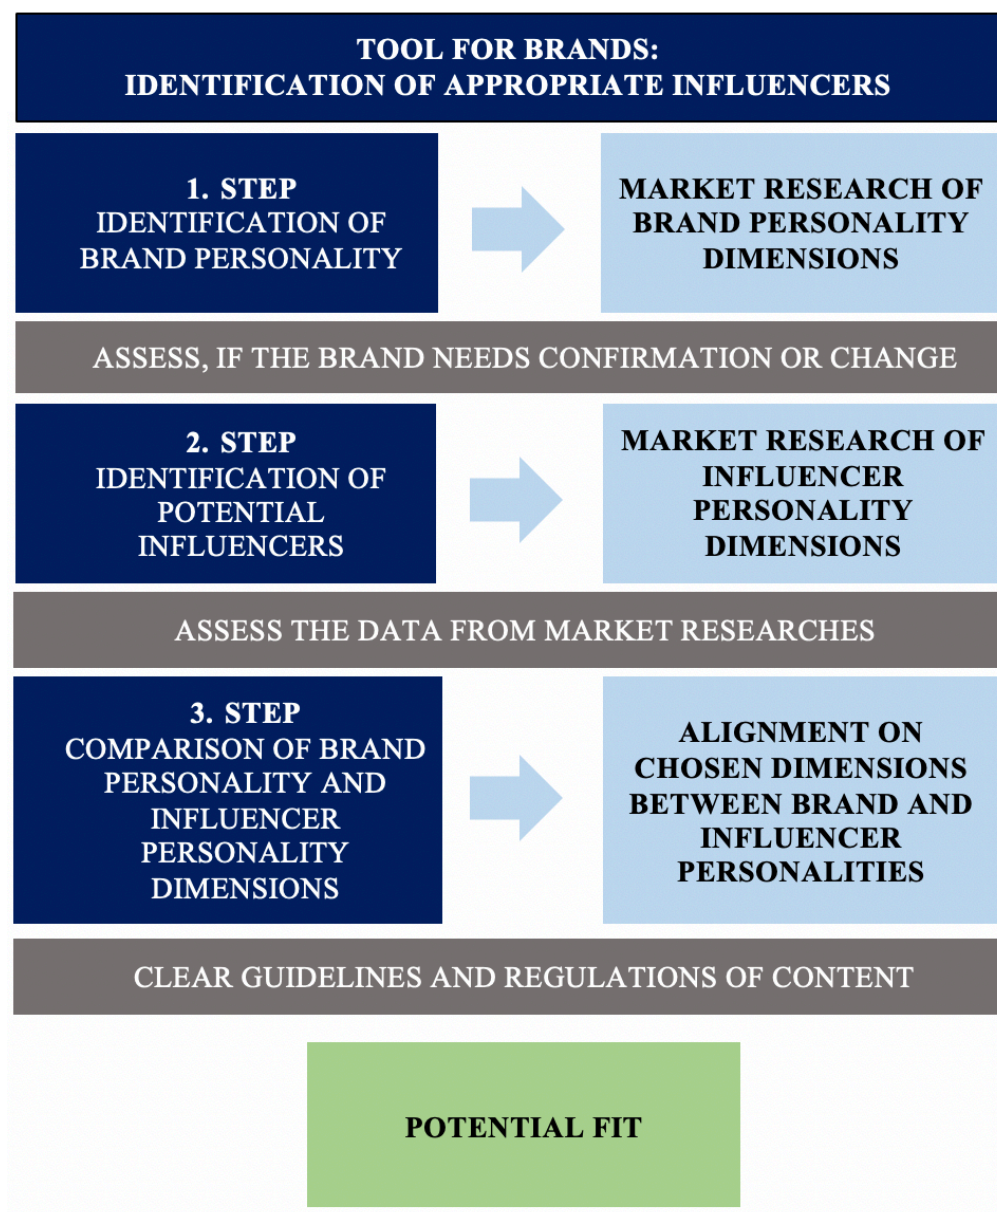 TOOL FOR BRANDS:
IDENTIFICATION OF APPROPRIATE INFLUENCERS
1. STEP
IDENTIFICATION OF
BRAND PERSONALITY
MARKET RESEARCH OF
BRAND PERSONALITY
DIMENSIONS
ASSESS, IF THE BRAND NEEDS CONFIRMATION OR CHANGE
2. STEP
IDENTIFICATION OF
POTENTIAL
INFLUENCERS
MARKET RESEARCH OF
INFLUENCER
PERSONALITY
DIMENSIONS
ASSESS THE DATA FROM MARKET RESEARCHES
3. STEP
COMPARISON OF BRAND
PERSONALITY AND
INFLUENCER
PERSONALITY
DIMENSIONS
ALIGNMENT ON
CHOSEN DIMENSIONS
BETWEEN BRAND AND
INFLUENCER
PERSONALITIES
CLEAR GUIDELINES AND REGULATIONS OF CONTENT
POTENTIAL FIT